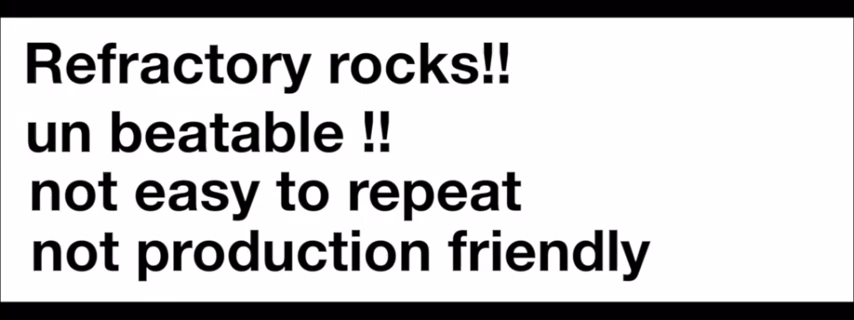 Refractory rocks!!
un beatable !!
not easy to repeat
not production friendly